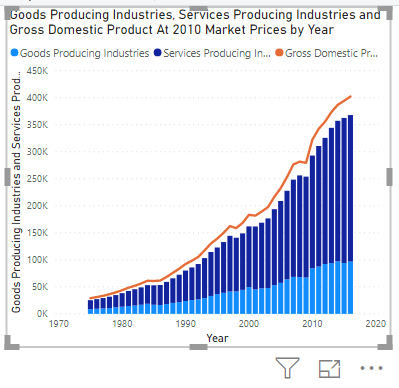 Goods Producing Industries, Services Producing Industries and
Gross Domestic Product At 2010 Market Prices by Year
Goods Producing Industries Services Producing In... Gross Domestic Pr...
Goods Producing Industries and Services Prod...
450K
400K
350K
300K
250K
200K
150K
100K
50K
0K
1970 1980 1990 2000 2010 2020
Year